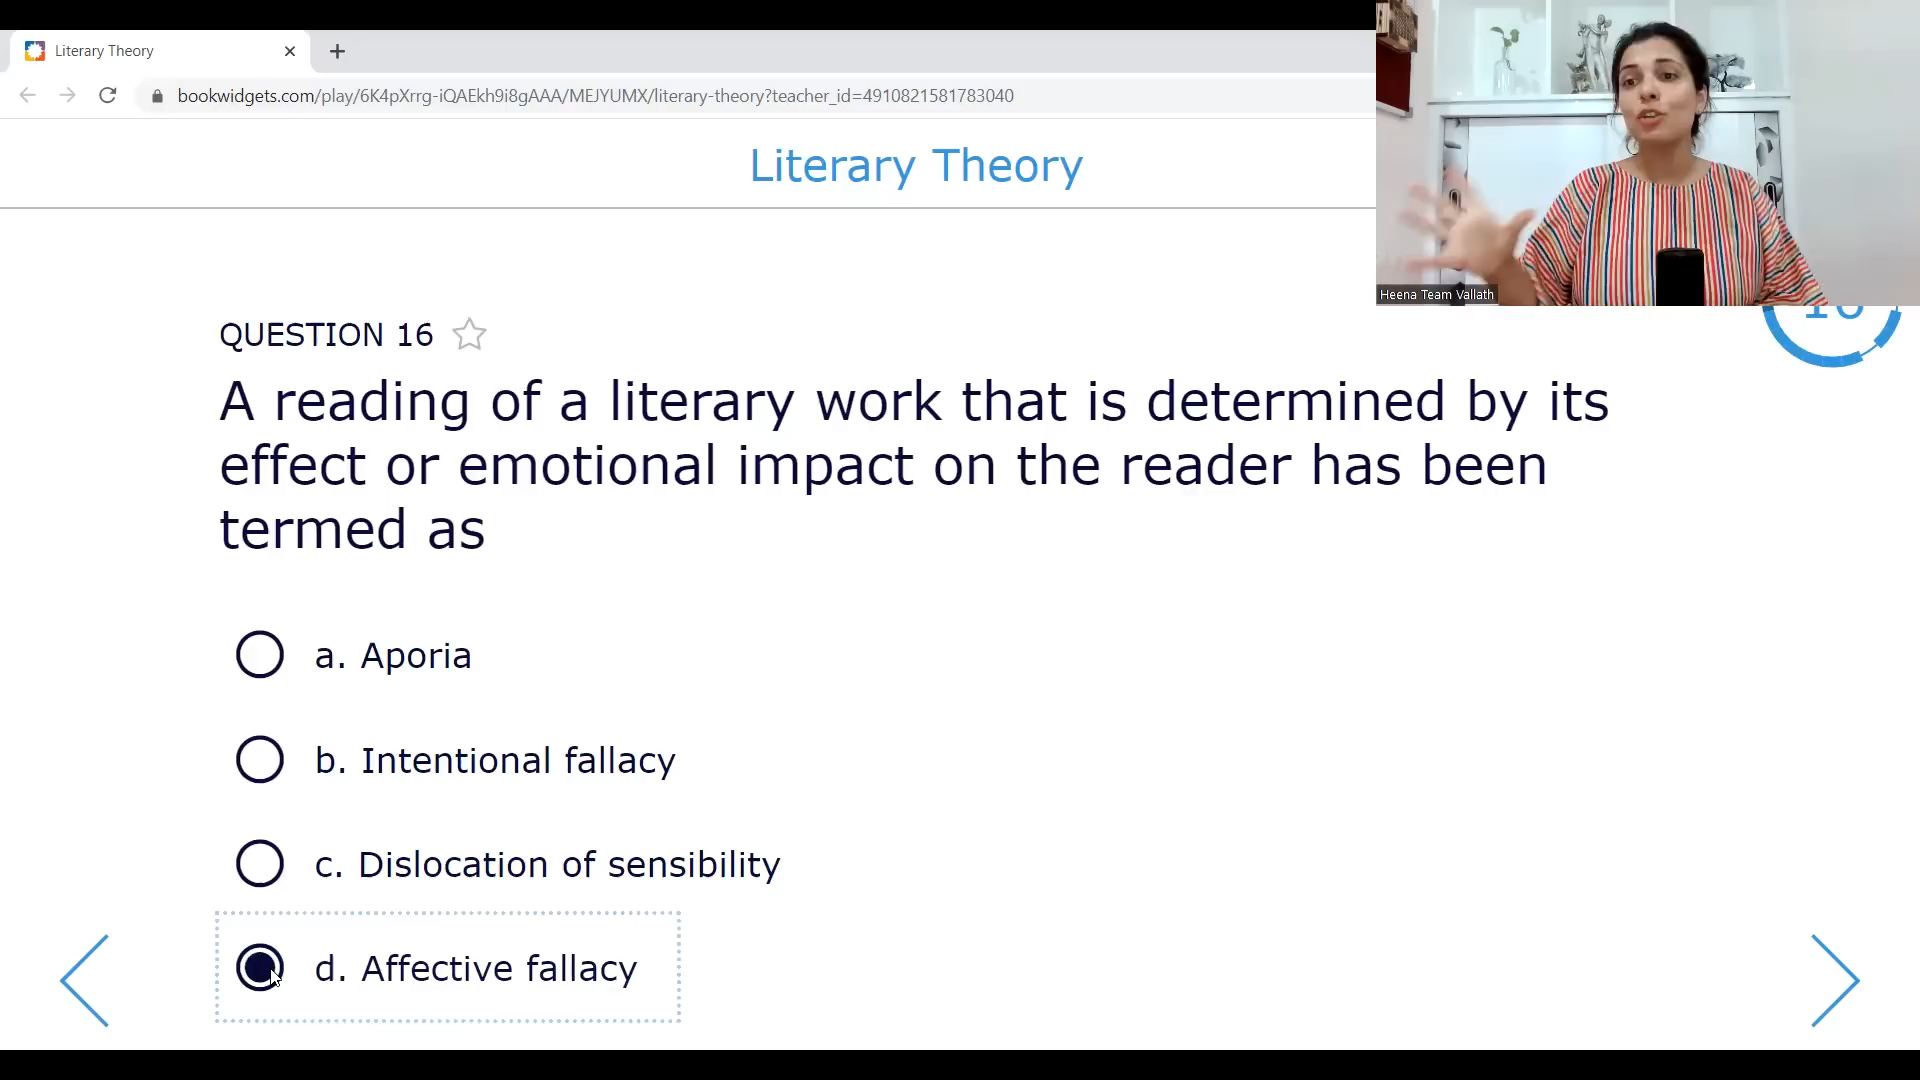 Literary Theory
bookwidgets.com/play/6K4pXrrg-iQAEkh9i8gAAA/MEJYUMX/literary-theory?teacher_id=4910821581783040
Literary Theory
Heena Team Vallath
16
QUESTION 16
A reading of a literary work that is determined by its
effect or emotional impact on the reader has been
termed as
a. Aporia
b. Intentional fallacy
c. Dislocation of sensibility
d. Affective fallacy